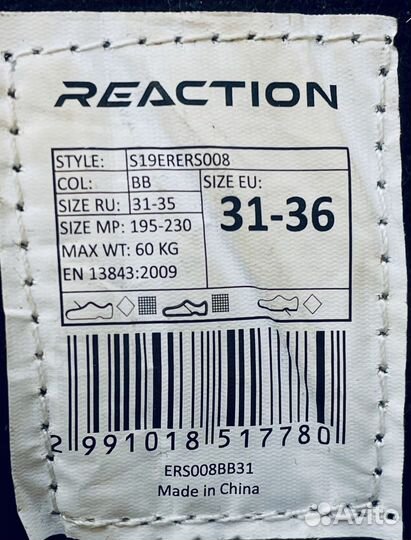 REACTION
STYLE: S19ERERS008
COL: BB
SIZE EU:
SIZE RU: 31-35
31-36
SIZE MP: 195-230
MAX WT: 60 KG
EN 13843:2009
2 991018 517780
ERS008BB31
Made in China
Avito